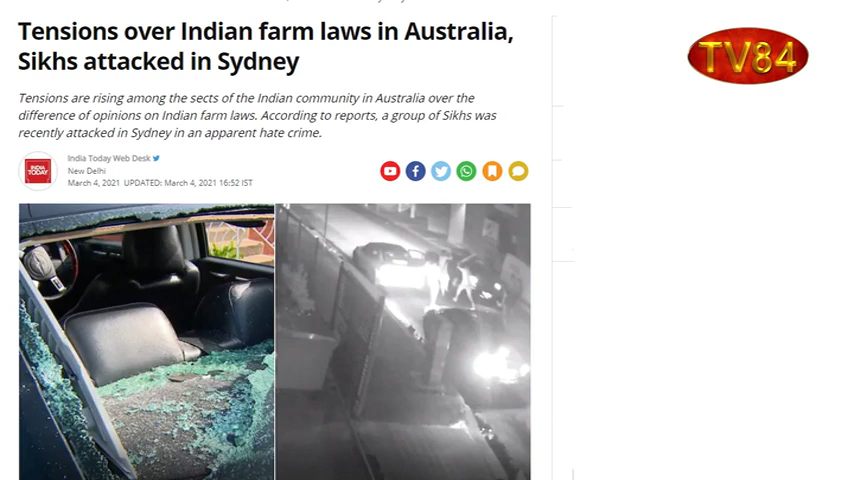 Tensions over Indian farm laws in Australia,
Sikhs attacked in Sydney
TV84
Tensions are rising among the sects of the Indian community in Australia over the
difference of opinions on Indian farm laws. According to reports, a group of Sikhs was
recently attacked in Sydney in an apparent hate crime.
INDIA
TODAY
India Today Web Desk
New Delhi
March 4, 2021 UPDATED: March 4, 2021 16:52 IST